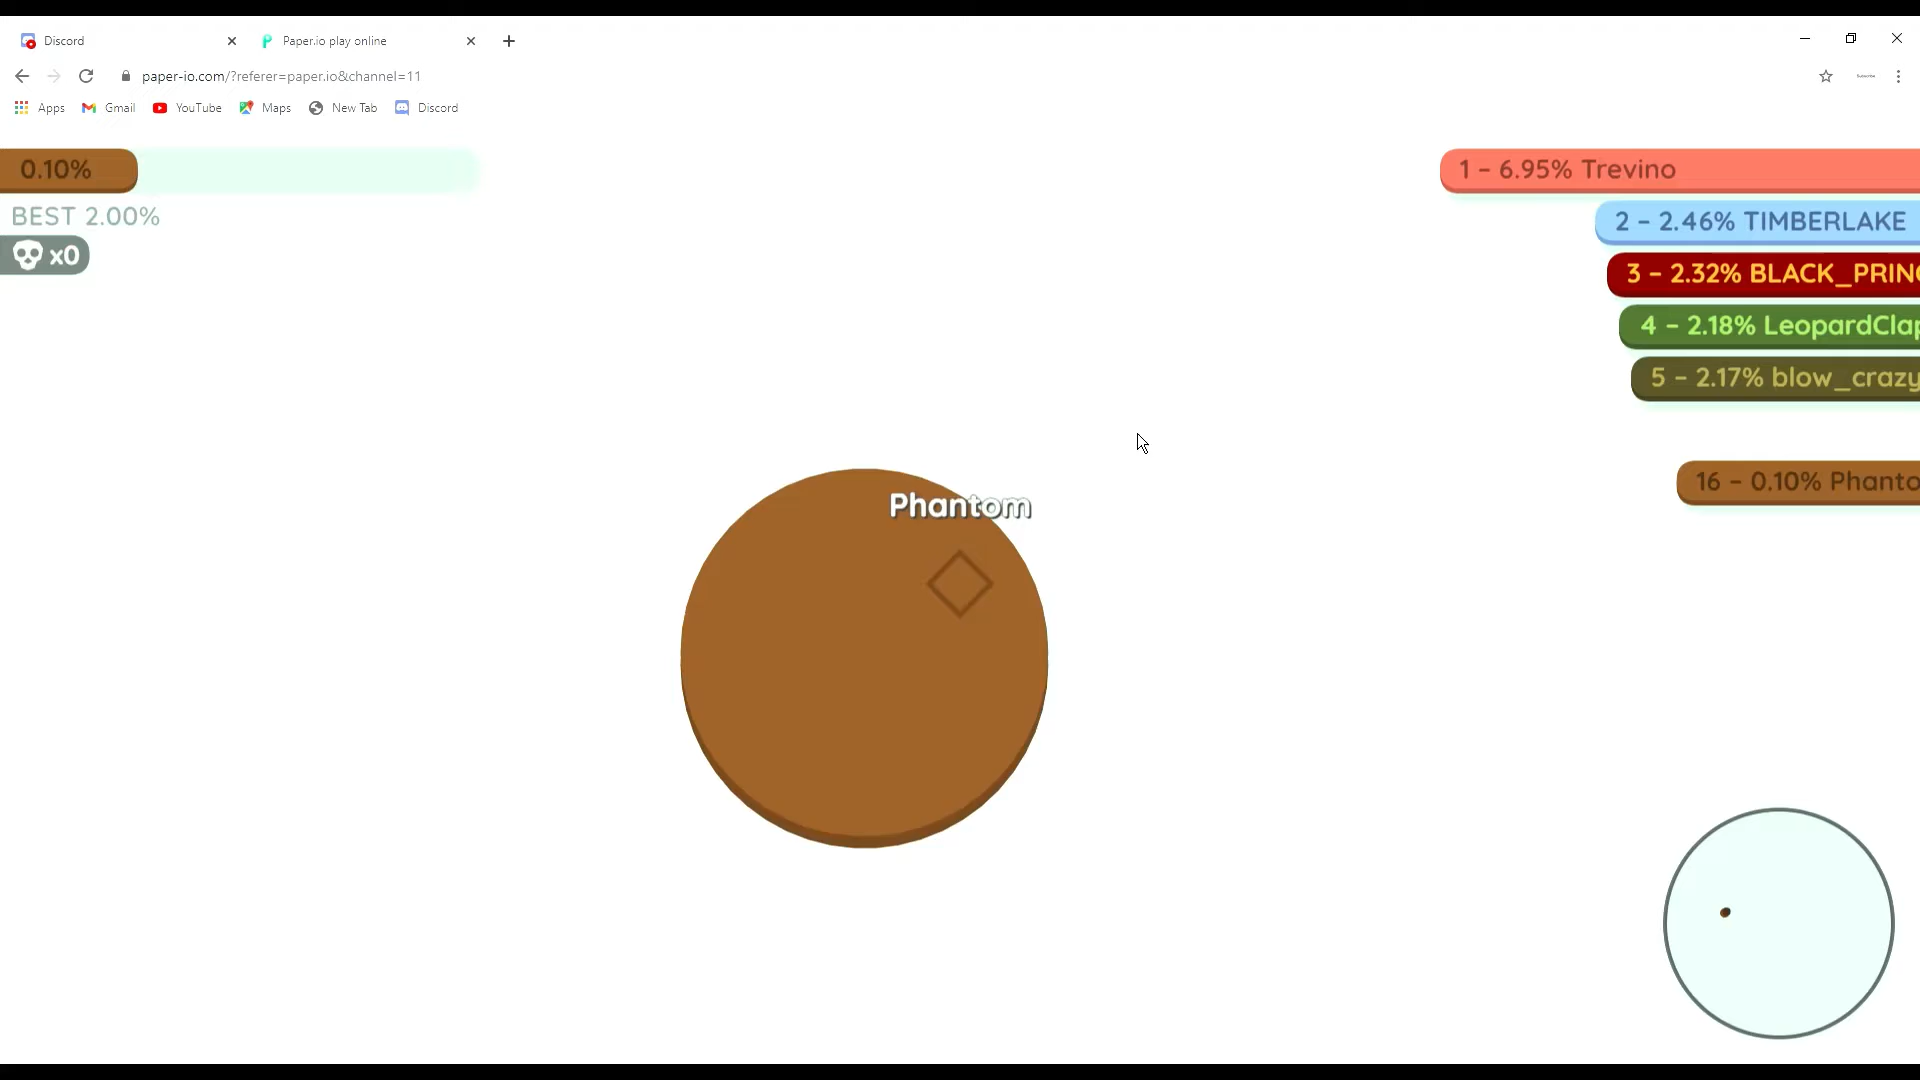 Discord
Paper.io play online
paper-io.com/?referer=paper.io&channel=11
Apps Gmail YouTube Maps New Tab Discord
0.10%
BEST 2.00%
x0
1 - 6.95% Trevino
2 - 2.46% TIMBERLAKE
3 - 2.32% BLACK_PRINC
4 - 2.18% LeopardClap
5 - 2.17% blow_crazy
16 - 0.10% Phanto
Phantom